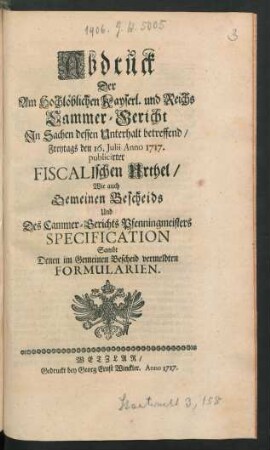 1906. J. W. 5005
3
Abdruck
Der
Am Hochlöblichen Kayserl. und Reichs
Cammer-Gericht
In Sachen dessen Unterhalt betreffend/
Freytags den 16. Julii Anno 1717.
publicirter
FISCALIschen Urthel/
Wie auch
Gemeinen Bescheids
Und
Des Cammer-Gerichts Pfenningmeisters
SPECIFICATION
Sambt
Denen im Gemeinen Bescheid vermeldten
FORMULARIEN.
WETZLAR/
Gedruckt bey Georg Ernst Winckler. Anno 1717.
3, 158